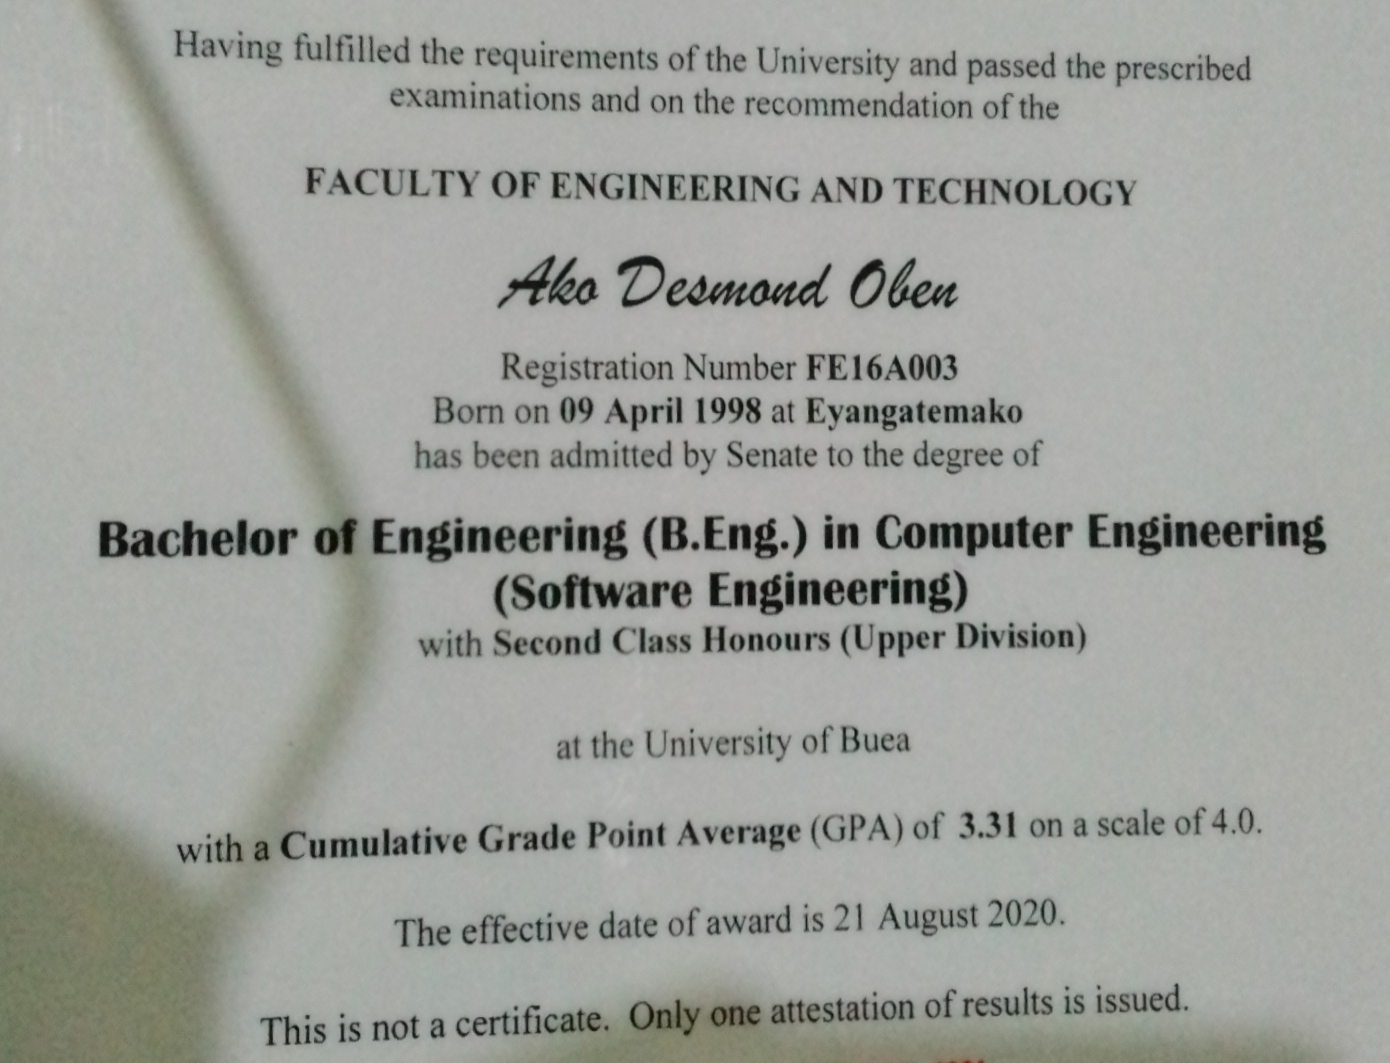 Having fulfilled the requirements of the University and passed the prescribed
examinations and on the recommendation of the
FACULTY OF ENGINEERING AND TECHNOLOGY
Ako Desmond Oben
Registration Number FE16A003
Born on 09 April 1998 at Eyangatemako
has been admitted by Senate to the degree of
Bachelor of Engineering (B.Eng.) in Computer Engineering
(Software Engineering)
with Second Class Honours (Upper Division)
at the University of Buea
with a Cumulative Grade Point Average (GPA) of 3.31 on a scale of 4.0.
The effective date of award is 21 August 2020.
This is not a certificate. Only one attestation of results is issued.